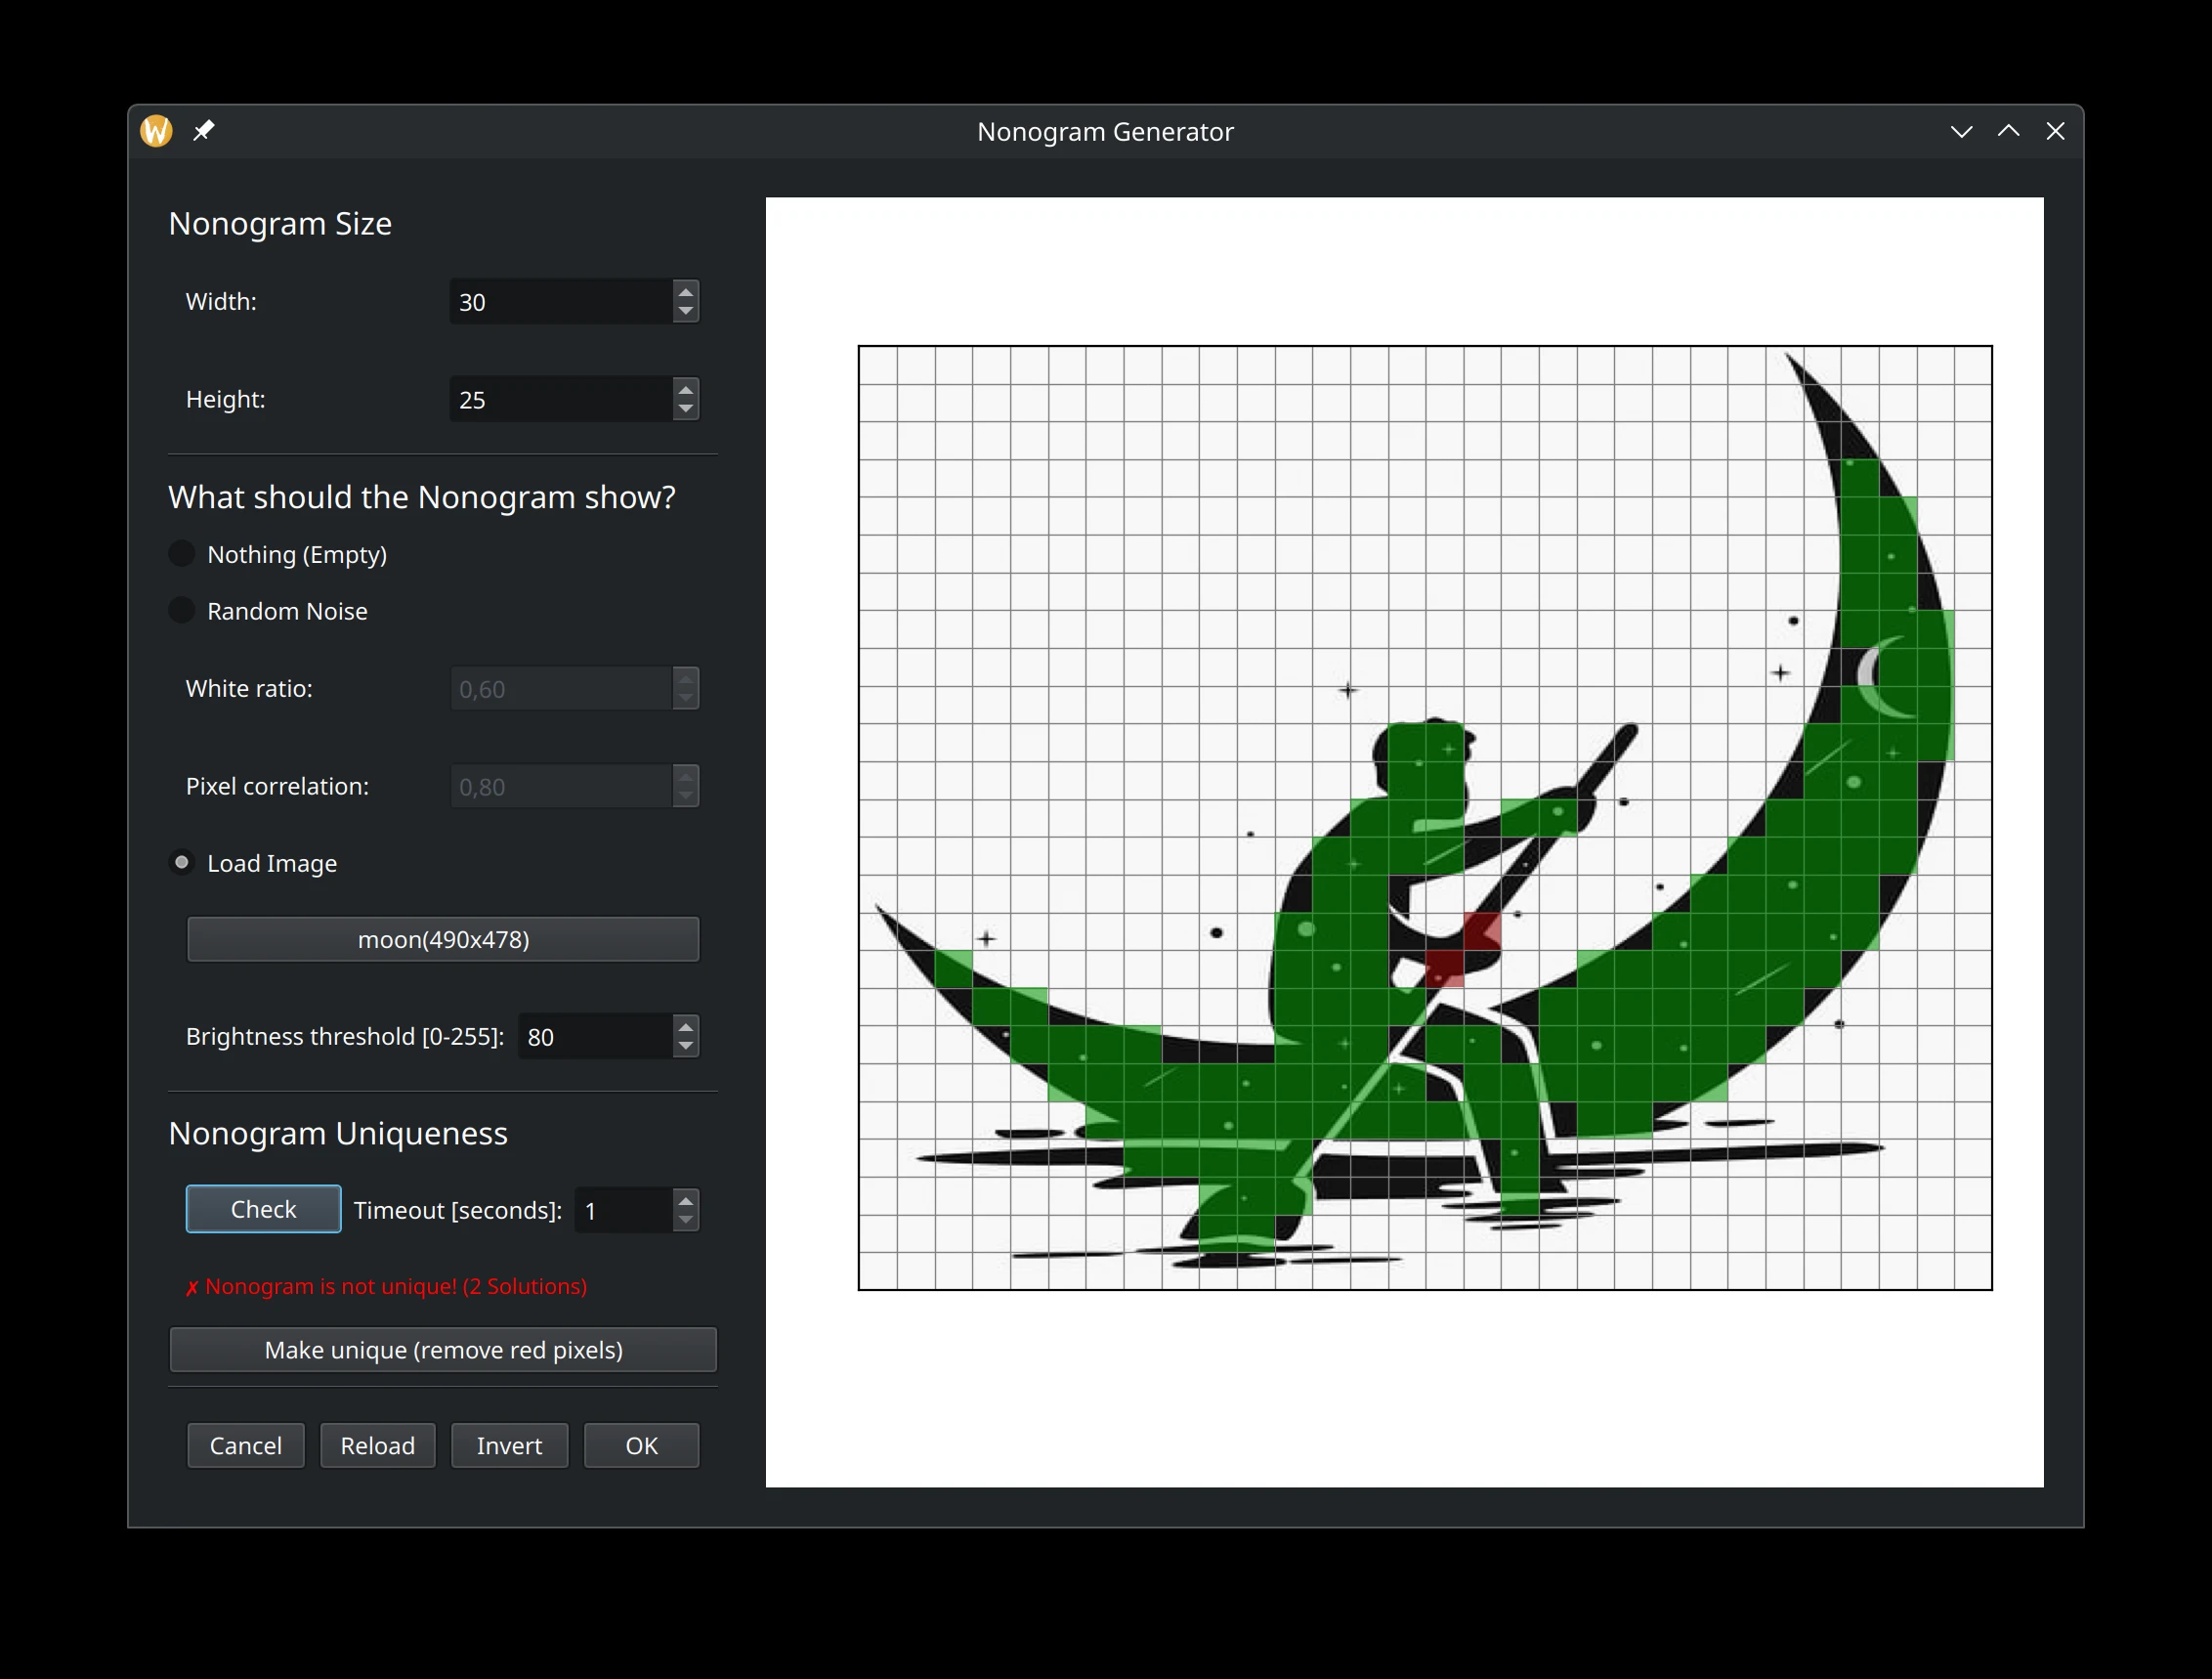 Nonogram Generator
Nonogram Size
Width: 30
Height: 25
What should the Nonogram show?
Nothing (Empty)
Random Noise
White ratio: 0,60
Pixel correlation: 0,80
Load Image
moon(490x478)
Brightness threshold [0-255]: 80
Nonogram Uniqueness
Check Timeout [seconds]: 1
✗ Nonogram is not unique! (2 Solutions)
Make unique (remove red pixels)
Cancel Reload Invert OK